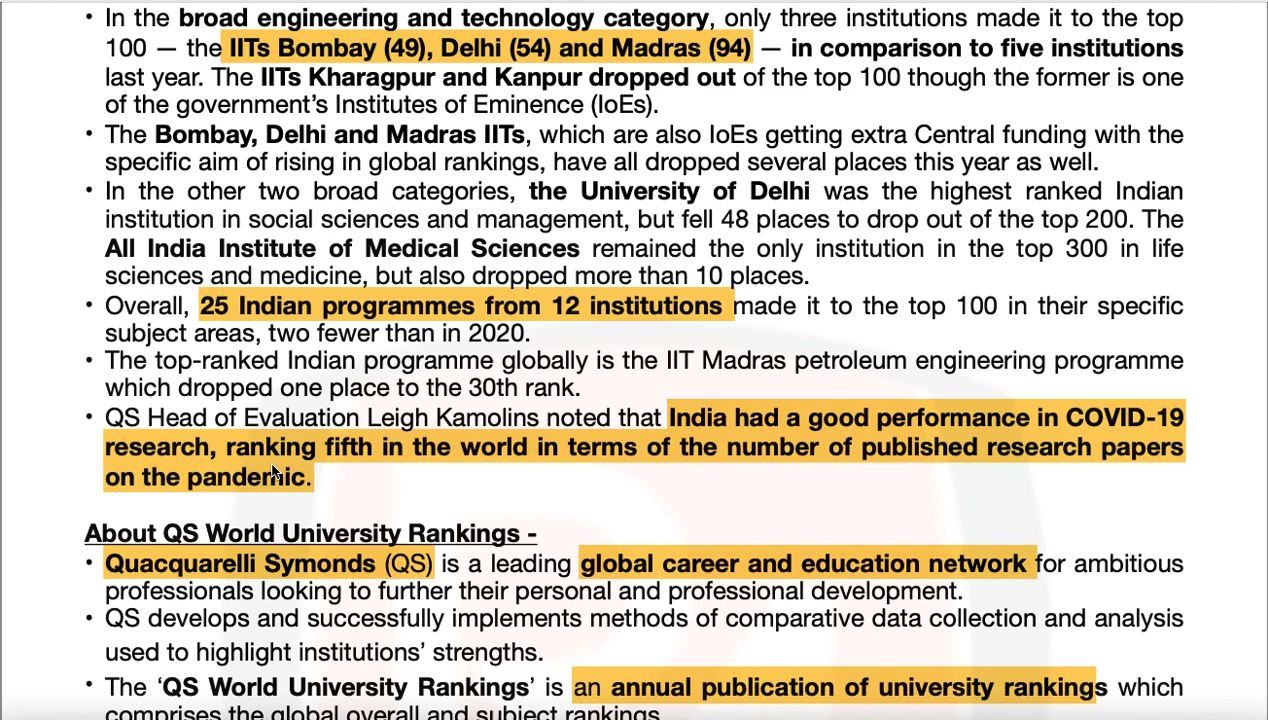 • In the broad engineering and technology category, only three institutions made it to the top
100 — the IITs Bombay (49), Delhi (54) and Madras (94) — in comparison to five institutions
last year. The IITs Kharagpur and Kanpur dropped out of the top 100 though the former is one
of the government’s Institutes of Eminence (IoEs).
• The Bombay, Delhi and Madras IITs, which are also IoEs getting extra Central funding with the
specific aim of rising in global rankings, have all dropped several places this year as well.
• In the other two broad categories, the University of Delhi was the highest ranked Indian
institution in social sciences and management, but fell 48 places to drop out of the top 200. The
All India Institute of Medical Sciences remained the only institution in the top 300 in life
sciences and medicine, but also dropped more than 10 places.
• Overall, 25 Indian programmes from 12 institutions made it to the top 100 in their specific
subject areas, two fewer than in 2020.
• The top-ranked Indian programme globally is the IIT Madras petroleum engineering programme
which dropped one place to the 30th rank.
• QS Head of Evaluation Leigh Kamolins noted that India had a good performance in COVID-19
research, ranking fifth in the world in terms of the number of published research papers
on the pandemic.
About QS World University Rankings -
• Quacquarelli Symonds (QS) is a leading global career and education network for ambitious
professionals looking to further their personal and professional development.
• QS develops and successfully implements methods of comparative data collection and analysis
used to highlight institutions’ strengths.
• The ‘QS World University Rankings’ is an annual publication of university rankings which
comprises the global overall and subject rankings.